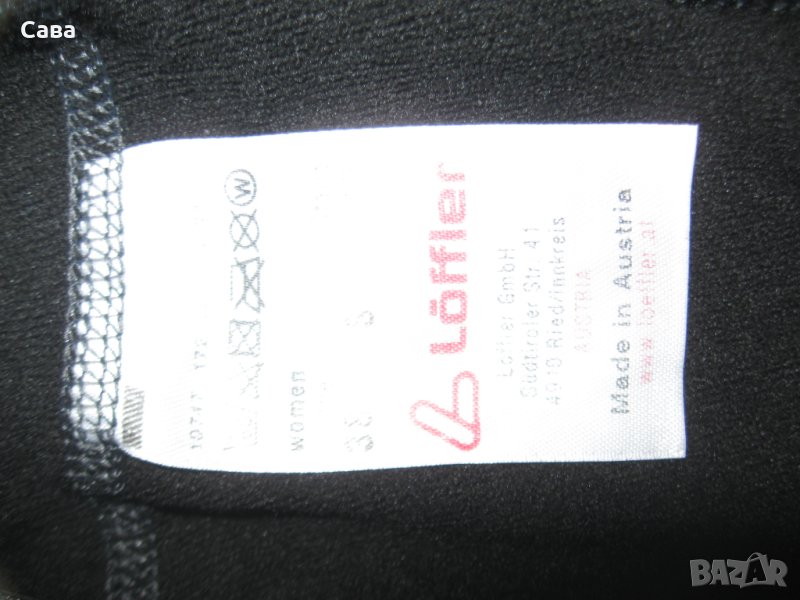 Сава
W
women
Löffler
Löffler GmbH
Südtiroler Str. 41
4910 Ried/Innkreis
AUSTRIA
Made in Austria
www.loeffler.at
BAZAR